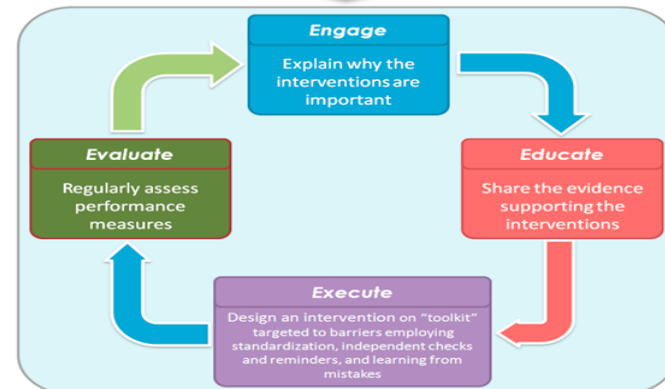 Engage
Explain why the
interventions are
important
Educate
Share the evidence
supporting the
interventions
Execute
Design an intervention on “toolkit”
targeted to barriers employing
standardization, independent checks
and reminders, and learning from
mistakes
Evaluate
Regularly assess
performance
measures